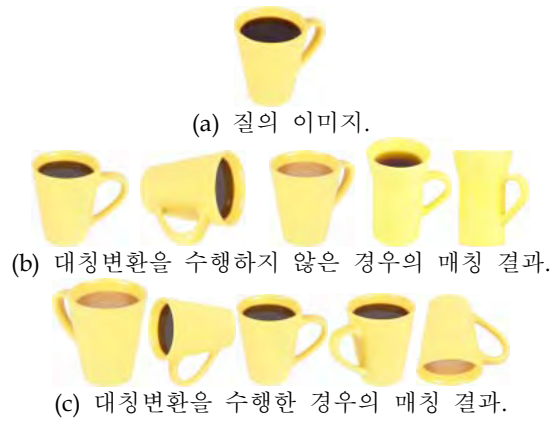 (a) 질의 이미지.
(b) 대칭변환을 수행하지 않은 경우의 매칭 결과.
(c) 대칭변환을 수행한 경우의 매칭 결과.